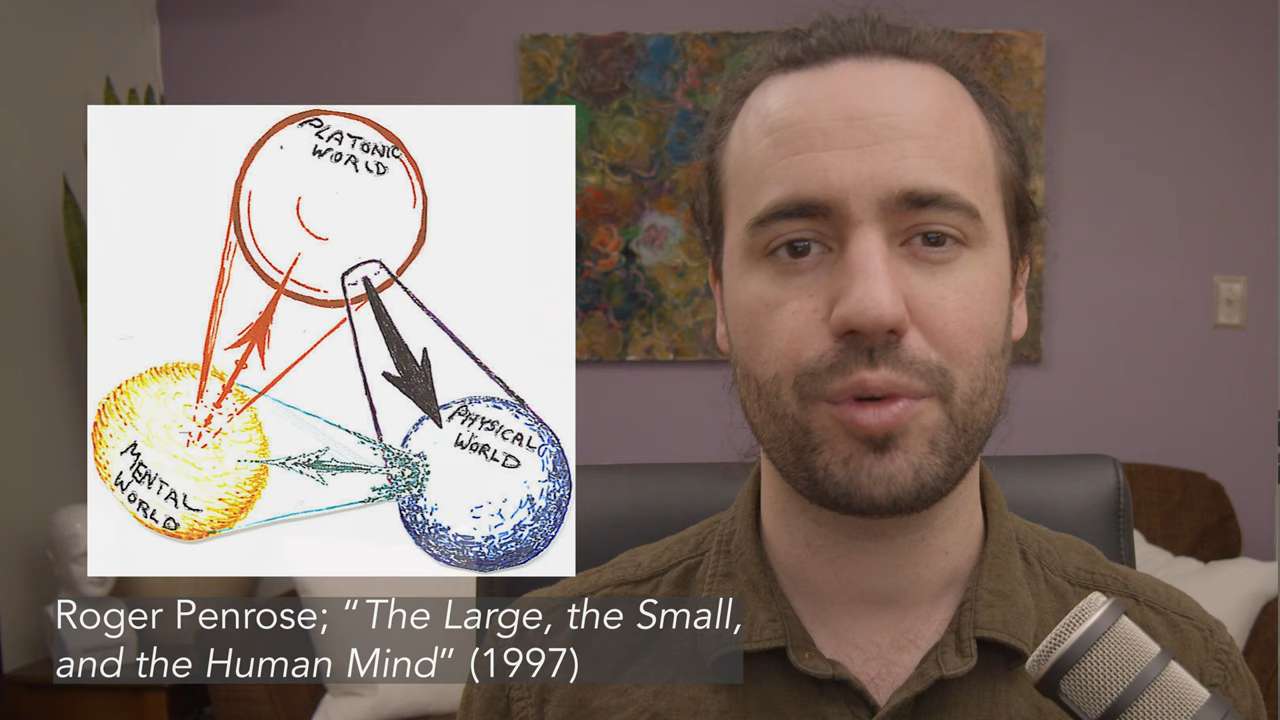 PLATONIC
WORLD
PHYSICAL
WORLD
MENTAL
WORLD
Roger Penrose; “The Large, the Small,
and the Human Mind” (1997)